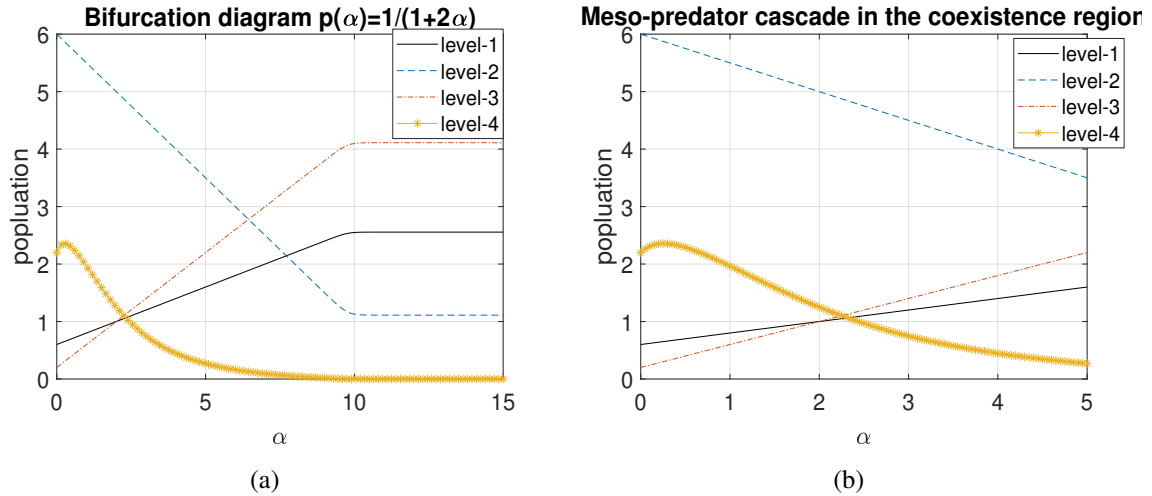 Bifurcation diagram p(α)=1/(1+2α)
level-1
level-2
level-3
level-4
popluation
6
5
4
3
2
1
0
0
5
10
15
α
(a)
Meso-predator cascade in the coexistence region
level-1
level-2
level-3
level-4
popluation
6
5
4
3
2
1
0
0
1
2
3
4
5
α
(b)